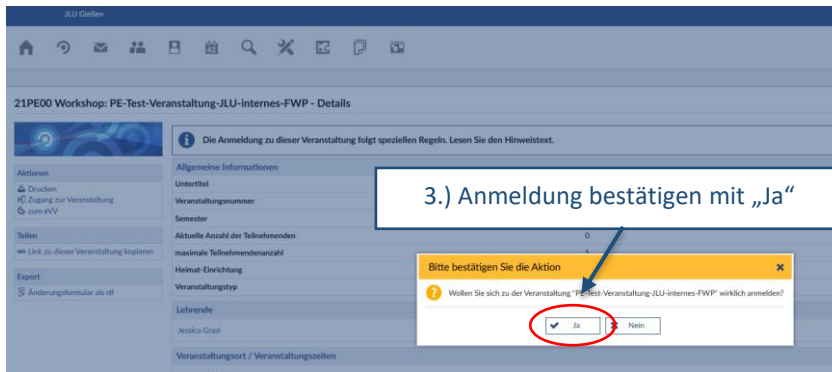 JLU Gießen
21PE00 Workshop: PE-Test-Veranstaltung-JLU-internes-FWP - Details
Die Anmeldung zu dieser Veranstaltung folgt speziellen Regeln. Lesen Sie den Hinweistext.
Aktionen
Drucken
Zugang zur Veranstaltung
zum eVV
Teilen
Link zu dieser Veranstaltung kopieren
Export
Änderungsformular als rtf
Allgemeine Informationen
Untertitel
Veranstaltungsnummer
Semester
Aktuelle Anzahl der Teilnehmenden 0
maximale Teilnehmendenanzahl
Heimat-Einrichtung
Veranstaltungstyp
Lehrende
Jessica Grazi
Veranstaltungsort / Veranstaltungszeiten
3.) Anmeldung bestätigen mit „Ja“
Bitte bestätigen Sie die Aktion
Wollen Sie sich zu der Veranstaltung "PE-Test-Veranstaltung-JLU-internes-FWP" wirklich anmelden?
Ja
Nein